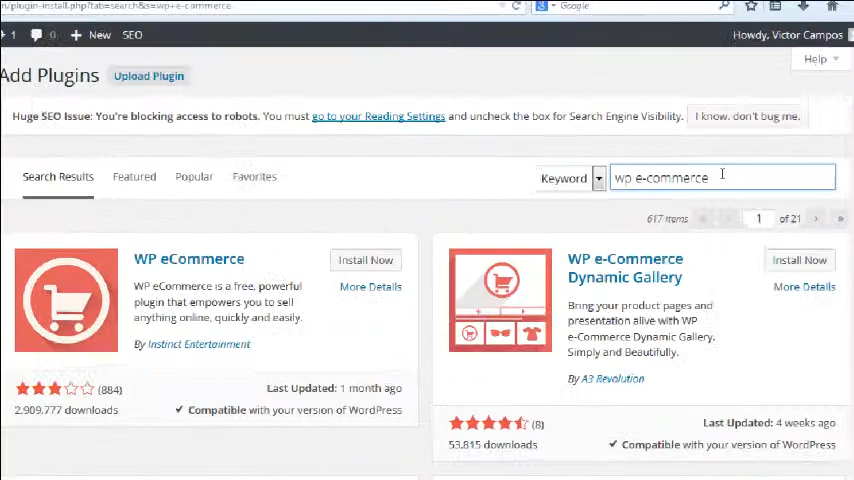 n/plugin-install.php?tab=search&s=wp+e-commerce
Google
1 0 New SEO Howdy, Victor Campos
Add Plugins Upload Plugin Help
Huge SEO Issue: You're blocking access to robots. You must go to your Reading Settings and uncheck the box for Search Engine Visibility. I know, don't bug me.
Search Results Featured Popular Favorites Keyword wp e-commerce
617 items « ‹ 1 of 21 › »
WP eCommerce
Install Now
More Details
WP eCommerce is a free, powerful
plugin that empowers you to sell
anything online, quickly and easily.
By Instinct Entertainment
(884) Last Updated: 1 month ago
2,909,777 downloads ✔ Compatible with your version of WordPress
WP e-Commerce
Dynamic Gallery
Install Now
More Details
Bring your product pages and
presentation alive with WP
e-Commerce Dynamic Gallery.
Simply and Beautifully.
By A3 Revolution
(8) Last Updated: 4 weeks ago
53,815 downloads ✔ Compatible with your version of WordPress